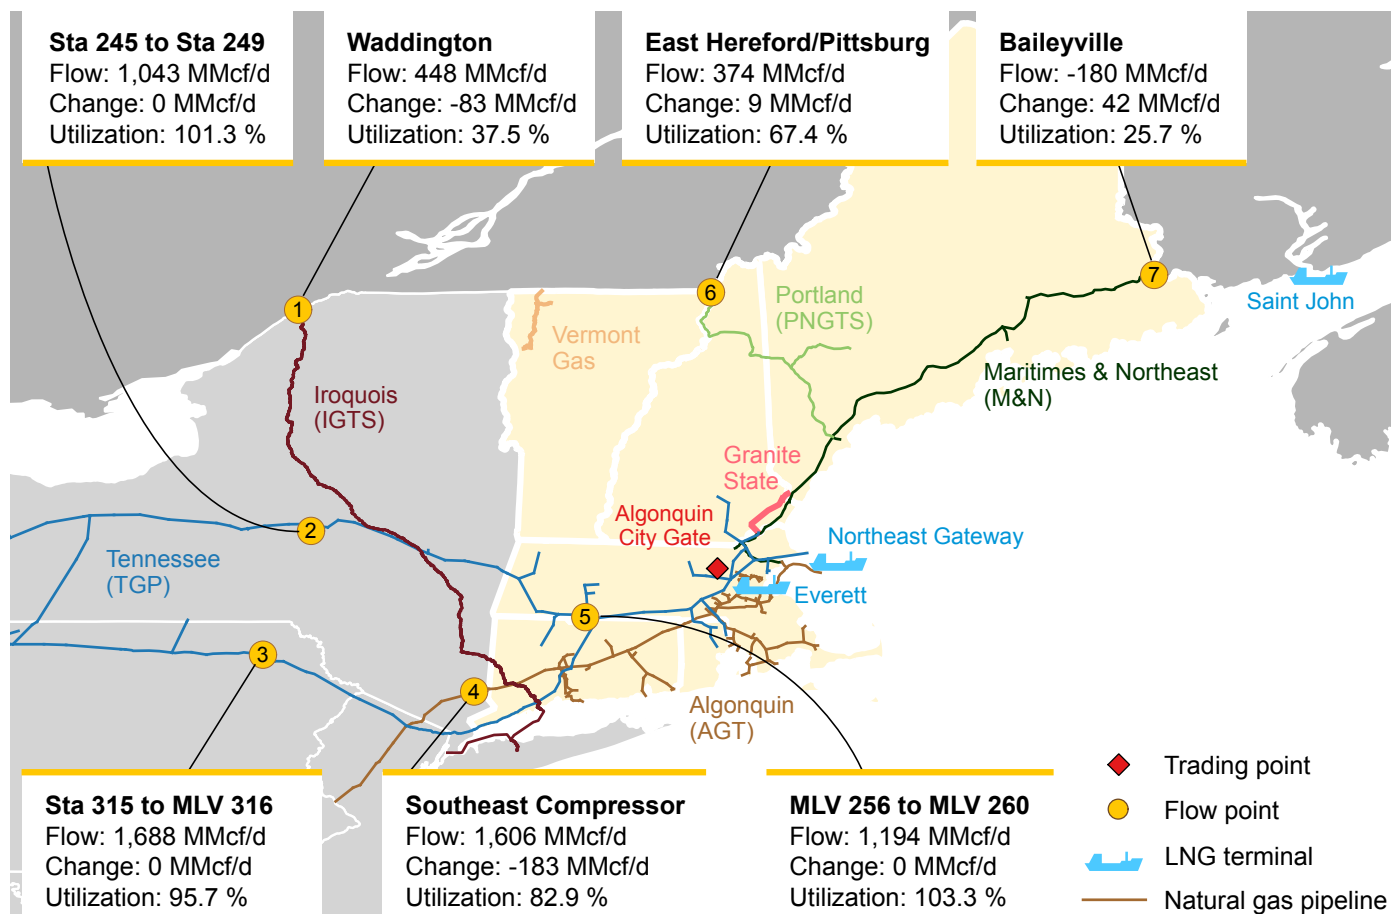 Sta 245 to Sta 249
Flow: 1,043 MMcf/d
Change: 0 MMcf/d
Utilization: 101.3 %
Waddington
Flow: 448 MMcf/d
Change: -83 MMcf/d
Utilization: 37.5 %
East Hereford/Pittsburg
Flow: 374 MMcf/d
Change: 9 MMcf/d
Utilization: 67.4 %
Baileyville
Flow: -180 MMcf/d
Change: 42 MMcf/d
Utilization: 25.7 %
1
6
7
Portland
(PNGTS)
Saint John
Vermont
Gas
Maritimes & Northeast
(M&N)
Iroquois
(IGTS)
Granite
State
Algonquin
City Gate
2
Northeast Gateway
Tennessee
(TGP)
Everett
5
3
4
Algonquin
(AGT)
Sta 315 to MLV 316
Flow: 1,688 MMcf/d
Change: 0 MMcf/d
Utilization: 95.7 %
Southeast Compressor
Flow: 1,606 MMcf/d
Change: -183 MMcf/d
Utilization: 82.9 %
MLV 256 to MLV 260
Flow: 1,194 MMcf/d
Change: 0 MMcf/d
Utilization: 103.3 %
Trading point
Flow point
LNG terminal
Natural gas pipeline